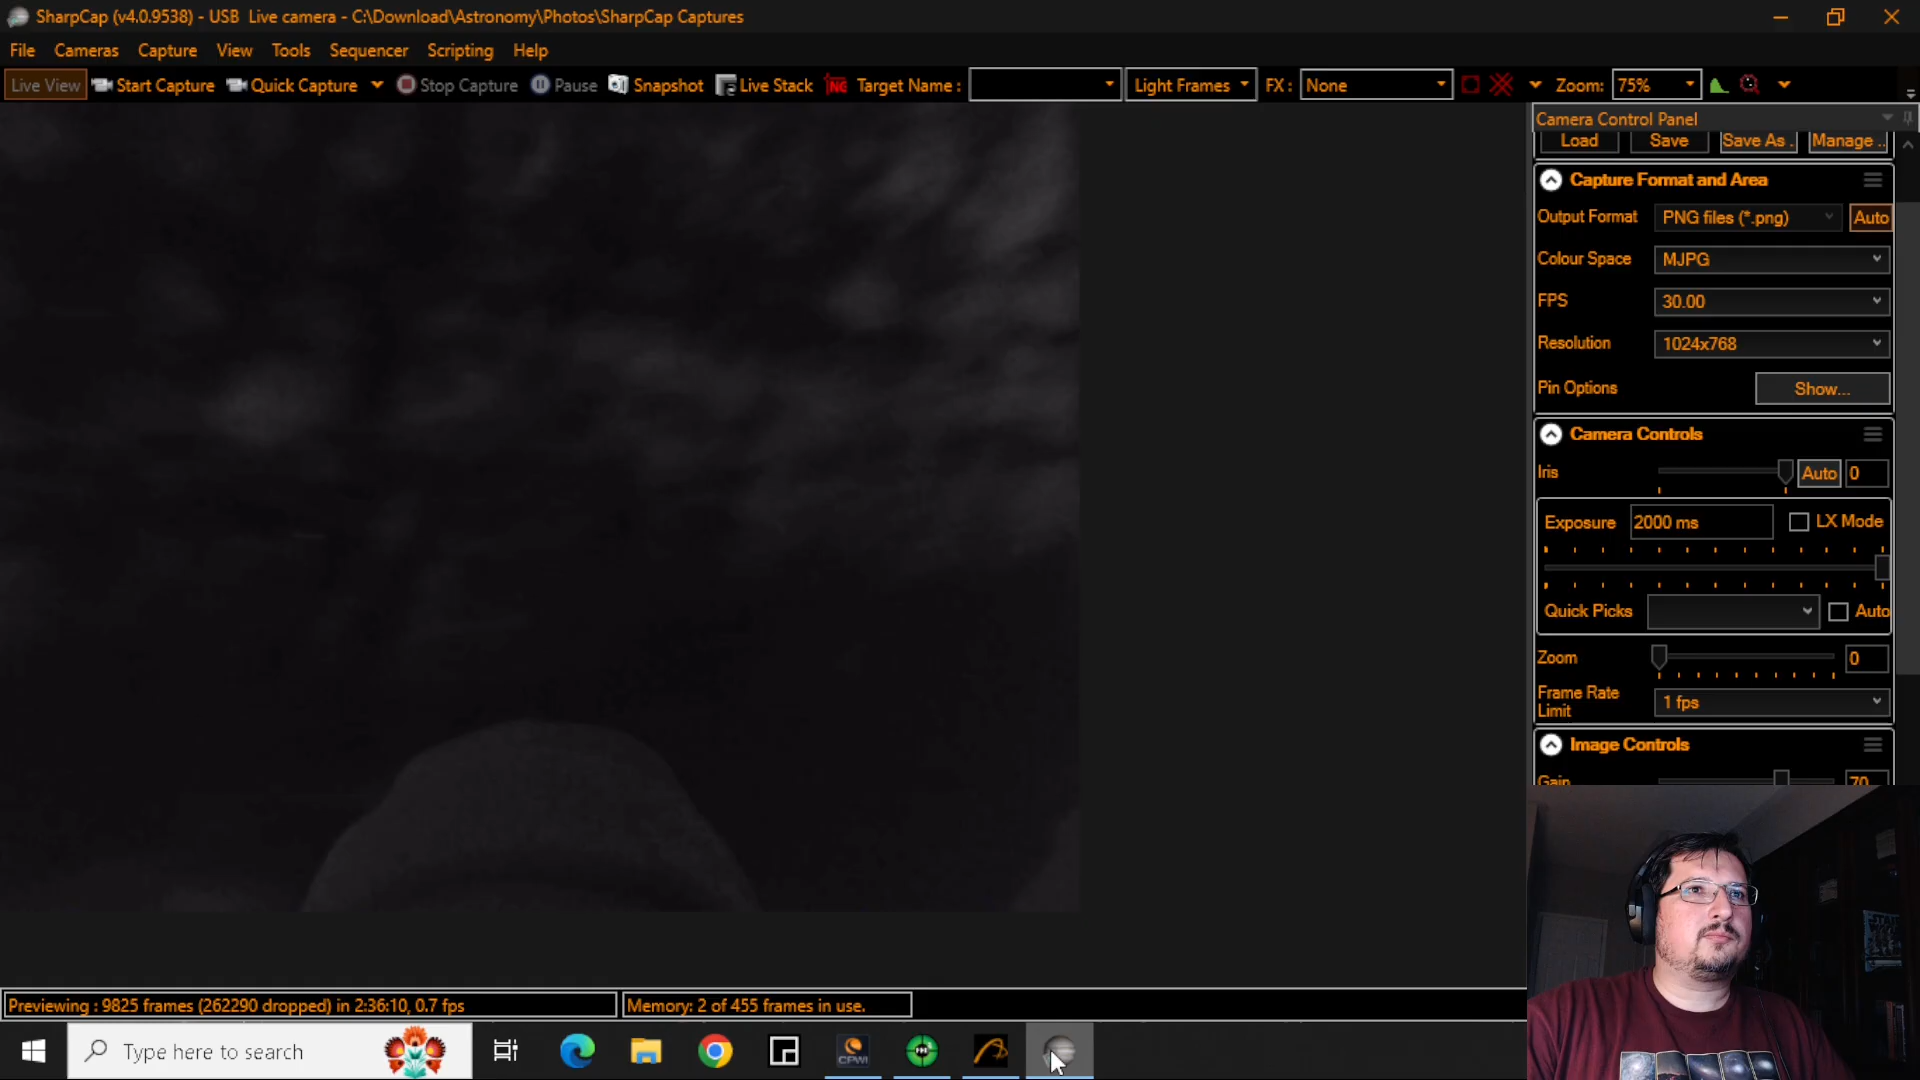 SharpCap (v4.0.9538) - USB Live camera - C:\Download\Astronomy\Photos\SharpCap Captures
File Cameras Capture View Tools Sequencer Scripting Help
Live View Start Capture Quick Capture Stop Capture Pause Snapshot Live Stack Target Name : Light Frames FX : None Zoom: 75%
Camera Control Panel
Load Save Save As . Manage ..
Capture Format and Area
Output Format PNG files (*.png) Auto
Colour Space MJPG
FPS 30.00
Resolution 1024x768
Pin Options Show...
Camera Controls
Iris Auto 0
Exposure 2000 ms LX Mode
Quick Picks Auto
Zoom 0
Frame Rate
Limit 1 fps
Image Controls
Gain 70
Previewing : 9825 frames (262290 dropped) in 2:36:10, 0.7 fps Memory: 2 of 455 frames in use.
Type here to search CPWI